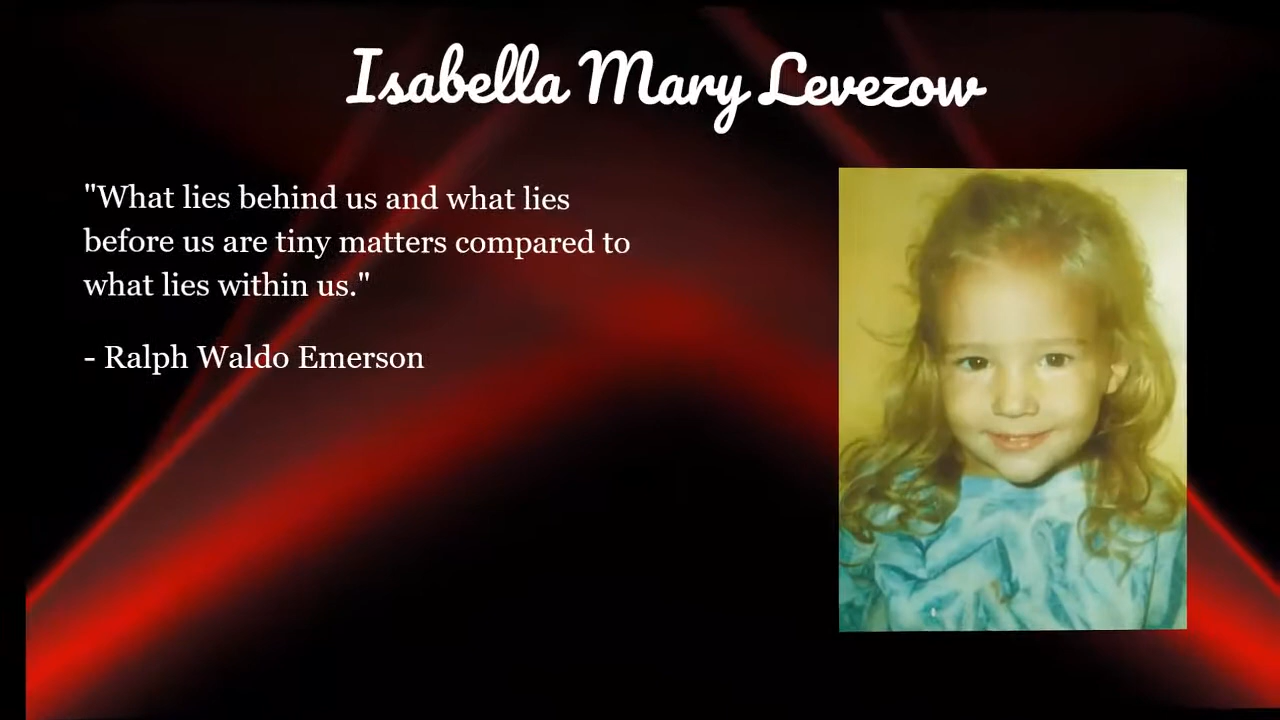 Isabella Mary Levezow
"What lies behind us and what lies
before us are tiny matters compared to
what lies within us."
- Ralph Waldo Emerson